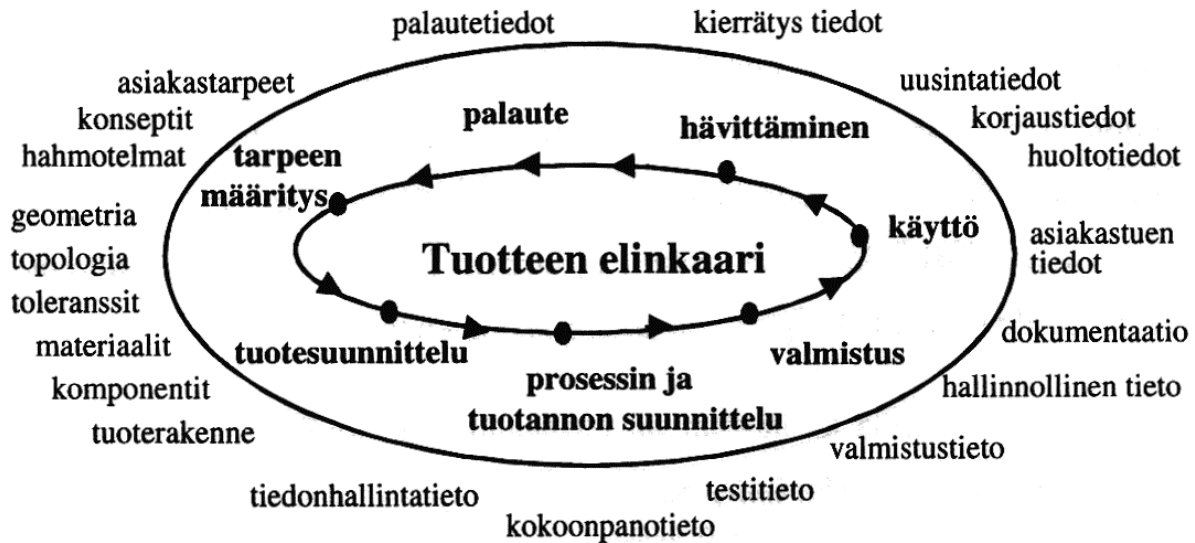 palautetiedot
kierrätys tiedot
asiakastarpeet
uusintatiedot
konseptit
palaute
hävittäminen
korjaustiedot
hahmotelmat
tarpeen
määritys
huoltotiedot
geometria
käyttö
asiakastuen
tiedot
topologia
Tuotteen elinkaari
toleranssit
materiaalit
tuotesuunnittelu
valmistus
dokumentaatio
komponentit
prosessin ja
tuotannon suunnittelu
hallinnollinen tieto
tuoterakenne
valmistustieto
tiedonhallintatieto
testitieto
kokoonpanotieto